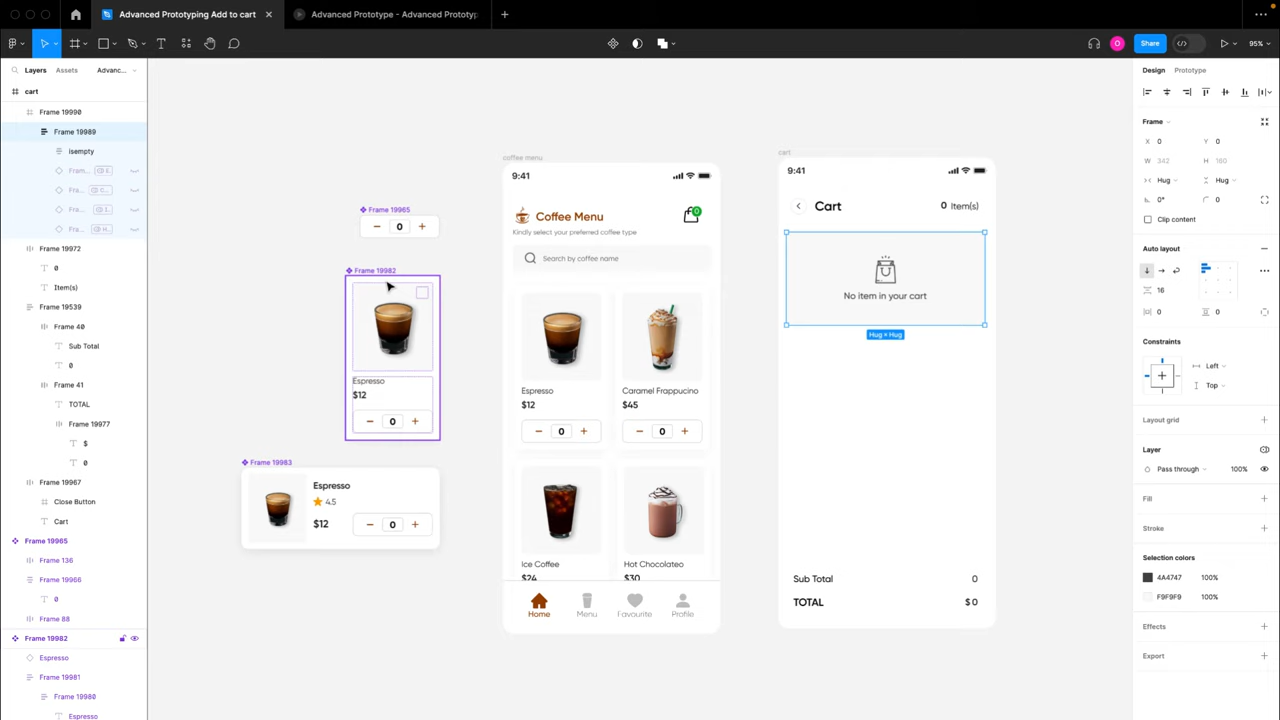 Advanced Prototyping Add to cart
Advanced Prototype - Advanced Prototyp
Share
95%
Layers
Assets
Advanc...
cart
Frame 19990
Frame 19989
isempty
Fram...
E...
Fra...
C...
Fra...
I...
Fra...
H...
Frame 19972
0
Item(s)
Frame 19539
Frame 40
Sub Total
0
Frame 41
TOTAL
Frame 19977
$
0
Frame 19967
Close Button
Cart
Frame 19965
Frame 136
Frame 19966
0
Frame 88
Frame 19982
Espresso
Frame 19981
Frame 19980
Espresso
Frame 19965
0
Frame 19982
Espresso
$12
0
Frame 19983
Espresso
4.5
$12
0
coffee menu
9:41
Coffee Menu
0
Kindly select your preferred coffee type
Search by coffee name
Espresso
$12
0
Caramel Frappucino
$45
0
Ice Coffee
$24
Hot Chocolateo
$30
Home
Menu
Favourite
Profile
cart
9:41
Cart
0 Item(s)
No item in your cart
Hug × Hug
Sub Total
0
TOTAL
$ 0
Design
Prototype
Frame
X 0
Y 0
W 342
H 160
Hug
Hug
0°
0
Clip content
Auto layout
16
0
0
Constraints
Left
Top
Layout grid
Layer
Pass through
100%
Fill
Stroke
Selection colors
4A4747
100%
F9F9F9
100%
Effects
Export